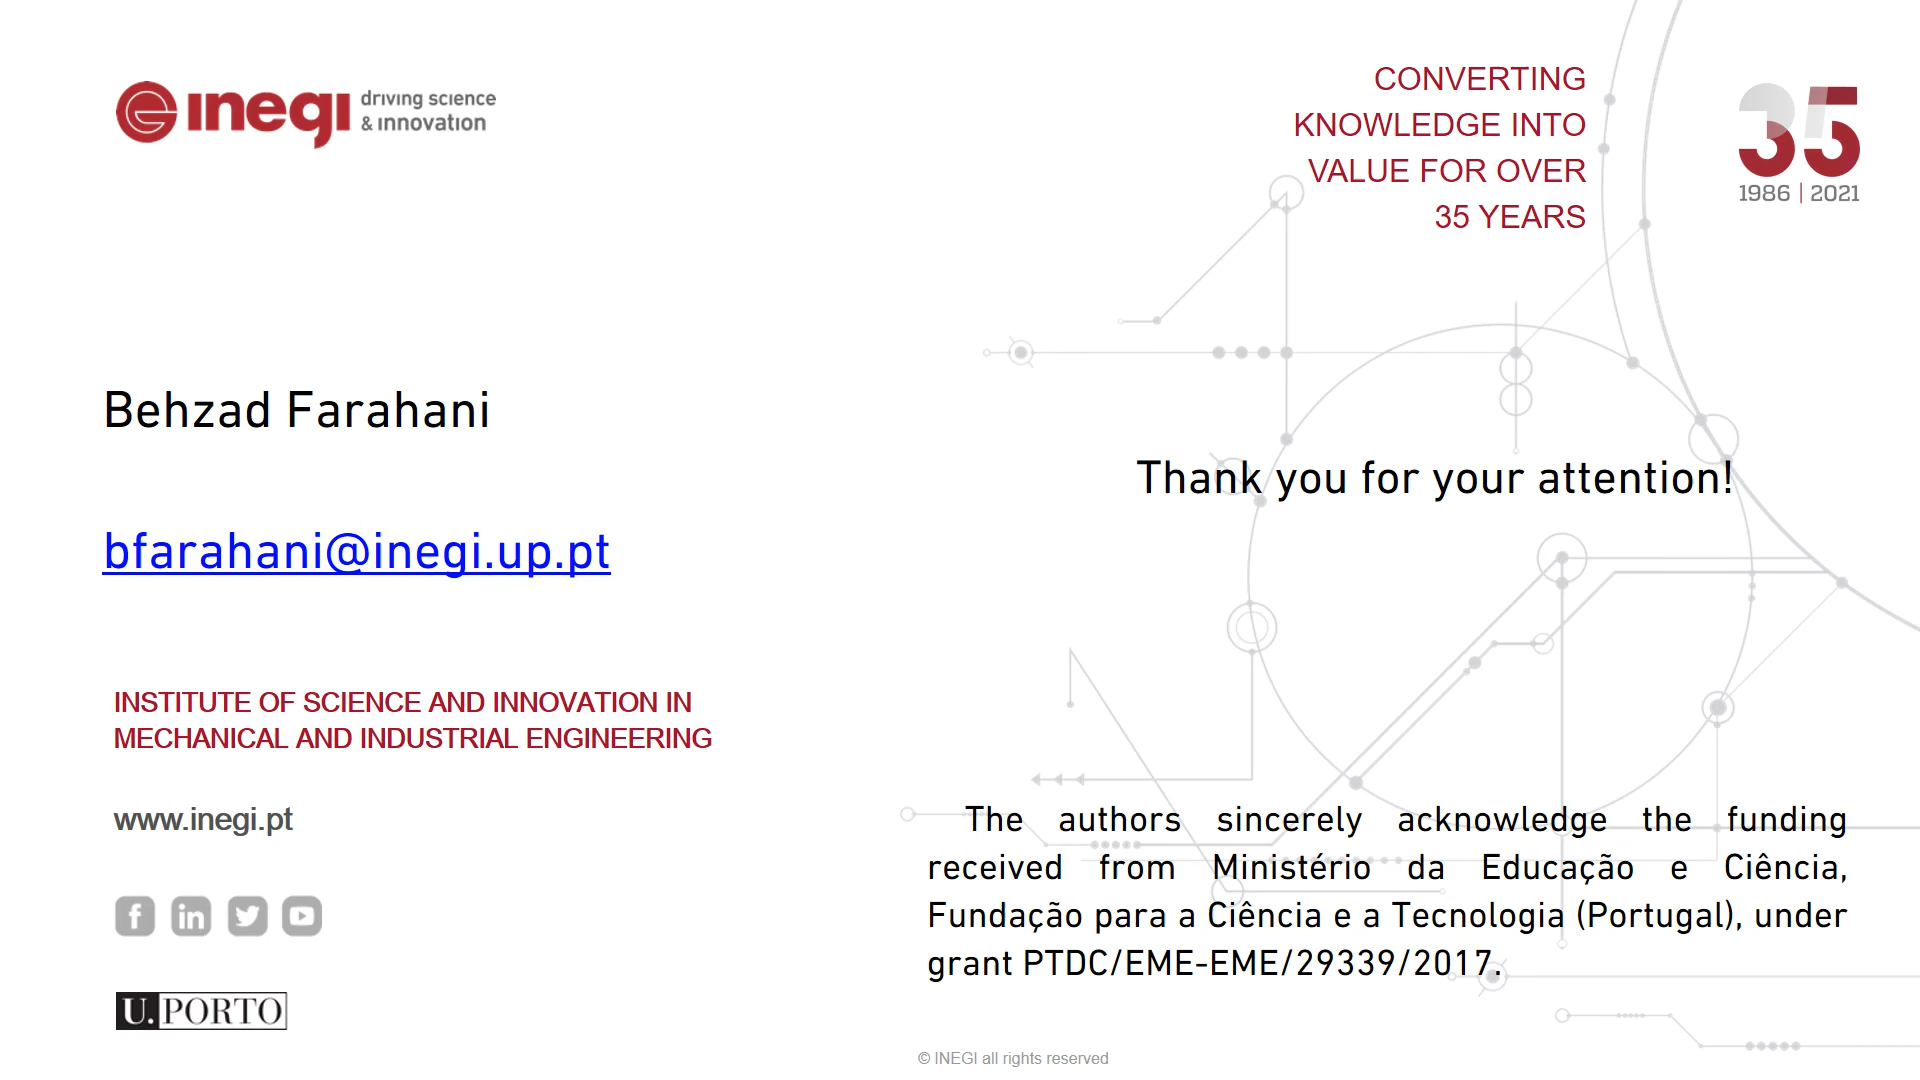 inegi driving science
& innovation
CONVERTING
KNOWLEDGE INTO
VALUE FOR OVER
35 YEARS
35
1986 | 2021
Behzad Farahani
Thank you for your attention!
bfarahani@inegi.up.pt
INSTITUTE OF SCIENCE AND INNOVATION IN
MECHANICAL AND INDUSTRIAL ENGINEERING
www.inegi.pt
The authors sincerely acknowledge the funding
received from Ministério da Educação e Ciência,
Fundação para a Ciência e a Tecnologia (Portugal), under
grant PTDC/EME-EME/29339/2017.
f in
U. PORTO
© INEGI all rights reserved